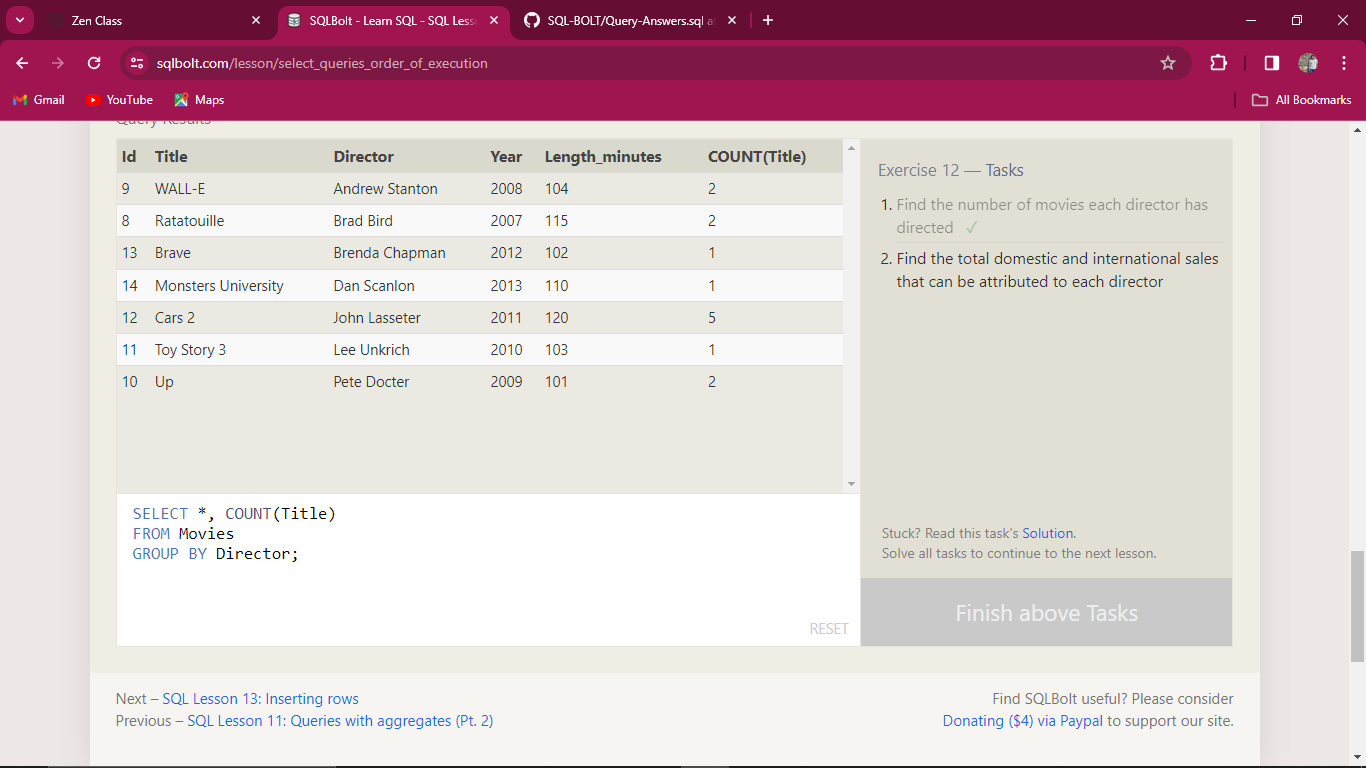 Zen Class
SQLBolt - Learn SQL - SQL Less
SQL-BOLT/Query-Answers.sql at
sqlbolt.com/lesson/select_queries_order_of_execution
Gmail
YouTube
Maps
All Bookmarks
Query Results
Id Title Director Year Length_minutes COUNT(Title)
9 WALL-E Andrew Stanton 2008 104 2
8 Ratatouille Brad Bird 2007 115 2
13 Brave Brenda Chapman 2012 102 1
14 Monsters University Dan Scanlon 2013 110 1
12 Cars 2 John Lasseter 2011 120 5
11 Toy Story 3 Lee Unkrich 2010 103 1
10 Up Pete Docter 2009 101 2
SELECT *, COUNT(Title)
FROM Movies
GROUP BY Director;
RESET
Exercise 12 — Tasks
1. Find the number of movies each director has
directed ✓
2. Find the total domestic and international sales
that can be attributed to each director
Stuck? Read this task's Solution.
Solve all tasks to continue to the next lesson.
Finish above Tasks
Next – SQL Lesson 13: Inserting rows
Previous – SQL Lesson 11: Queries with aggregates (Pt. 2)
Find SQLBolt useful? Please consider
Donating ($4) via Paypal to support our site.